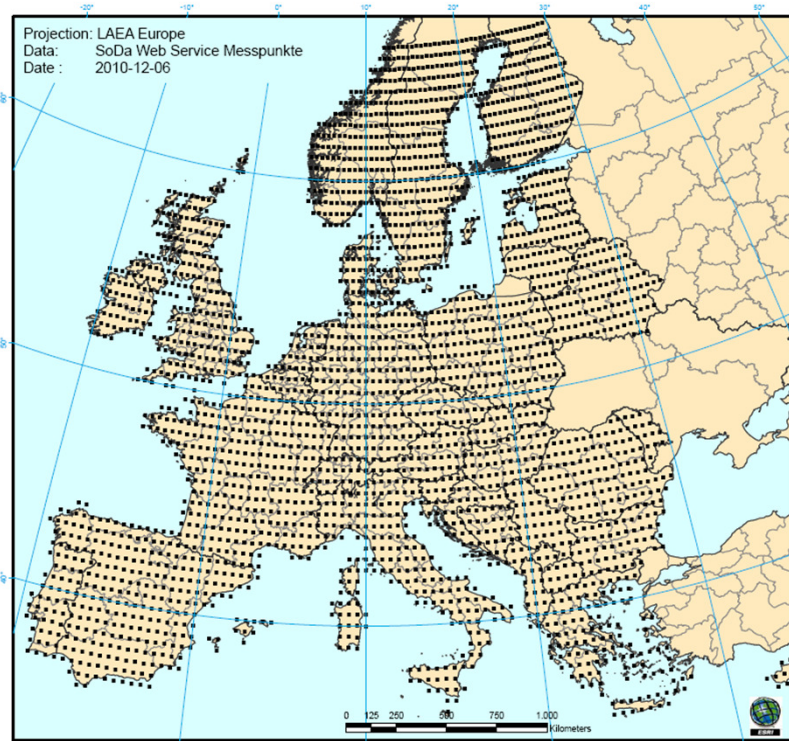 -20°
-10°
0°
10°
20°
30°
40°
50°
Projection: LAEA Europe
Data: SoDa Web Service Messpunkte
Date : 2010-12-06
60°
50°
40°
0 125 250 500 750 1.000
Kilometers
ESRI